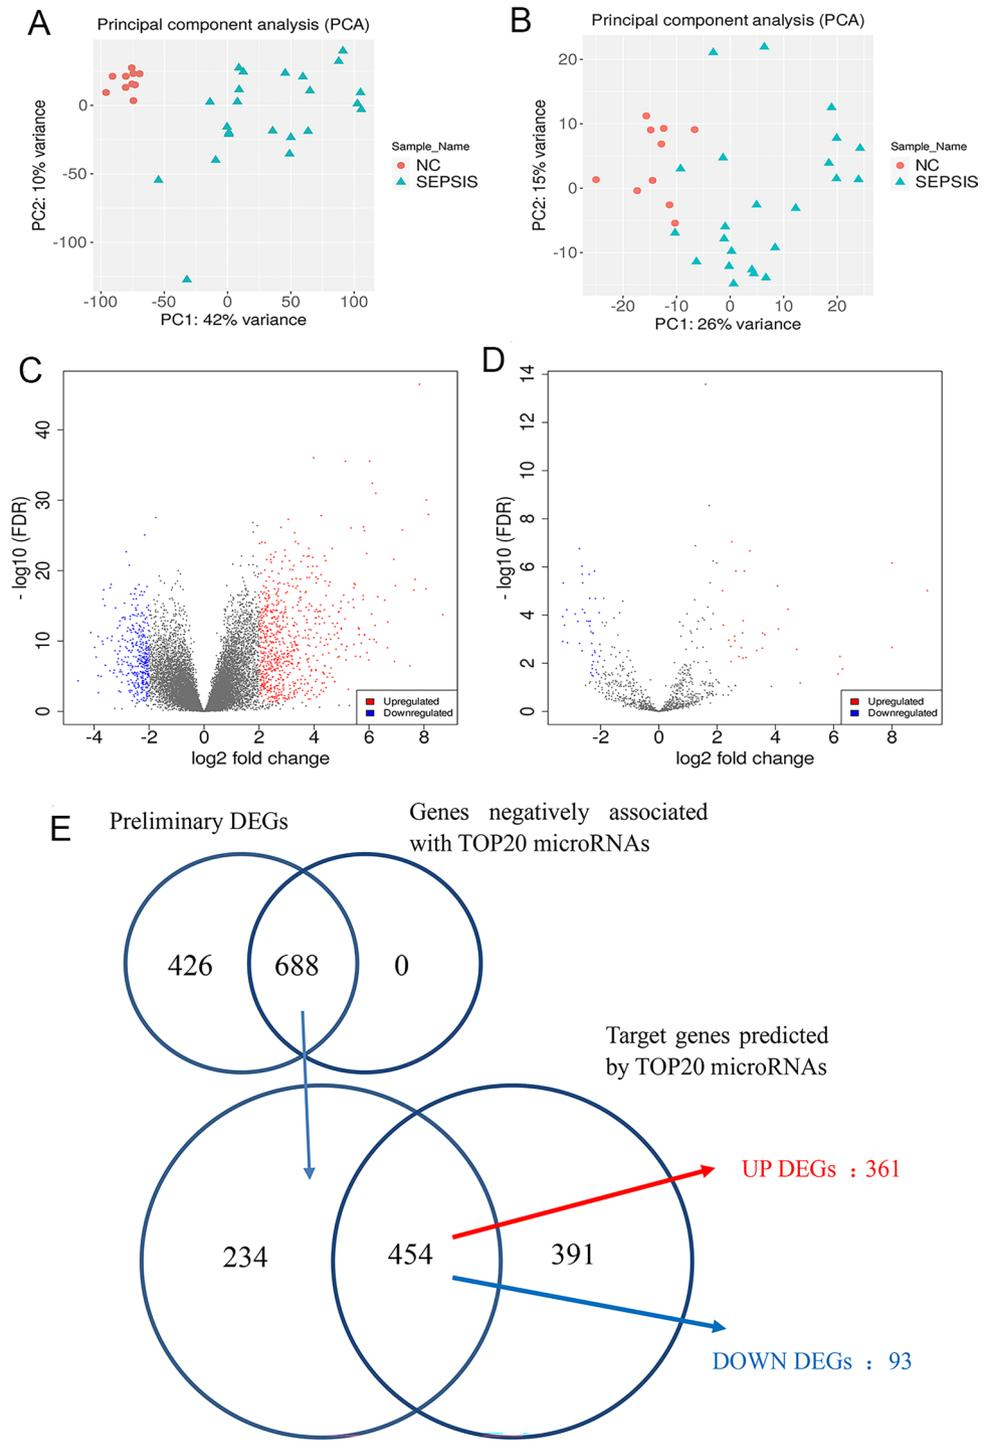 A
Principal component analysis (PCA)
PC2: 10% variance
0
-50
-100
-100 -50 0 50 100
PC1: 42% variance
Sample_Name
NC
SEPSIS
B
Principal component analysis (PCA)
PC2: 15% variance
20
10
0
-10
-20 -10 0 10 20
PC1: 26% variance
Sample_Name
NC
SEPSIS
C
- log10 (FDR)
40
30
20
10
0
-4 -2 0 2 4 6 8
log2 fold change
Upregulated
Downregulated
D
- log10 (FDR)
14
12
10
8
6
4
2
0
-2 0 2 4 6 8
log2 fold change
Upregulated
Downregulated
E
Preliminary DEGs
Genes negatively associated
with TOP20 microRNAs
426 688 0
Target genes predicted
by TOP20 microRNAs
234 454 391
UP DEGs : 361
DOWN DEGs : 93